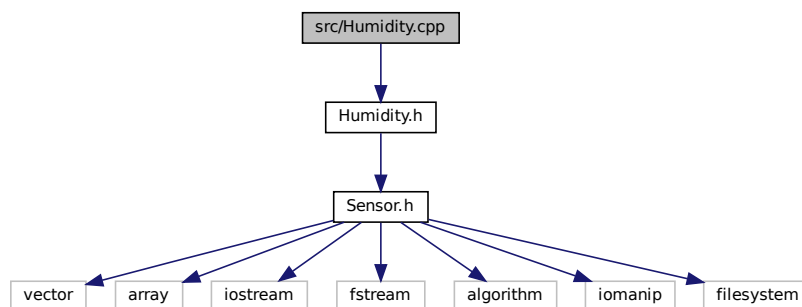 src/Humidity.cpp
Humidity.h
Sensor.h
vector array iostream fstream algorithm iomanip filesystem